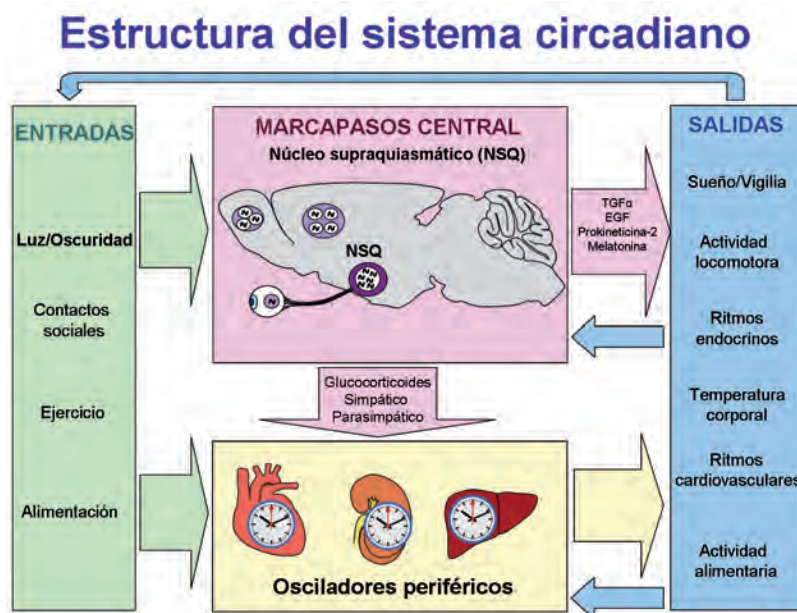 Estructura del sistema circadiano
ENTRADAS
Luz/Oscuridad
Contactos
sociales
Ejercicio
Alimentación
MARCAPASOS CENTRAL
Núcleo supraquiasmático (NSQ)
NSQ
TGFα
EGF
Prokineticina-2
Melatonina
Glucocorticoides
Simpático
Parasimpático
Osciladores periféricos
SALIDAS
Sueño/Vigilia
Actividad
locomotora
Ritmos
endocrinos
Temperatura
corporal
Ritmos
cardiovasculares
Actividad
alimentaria